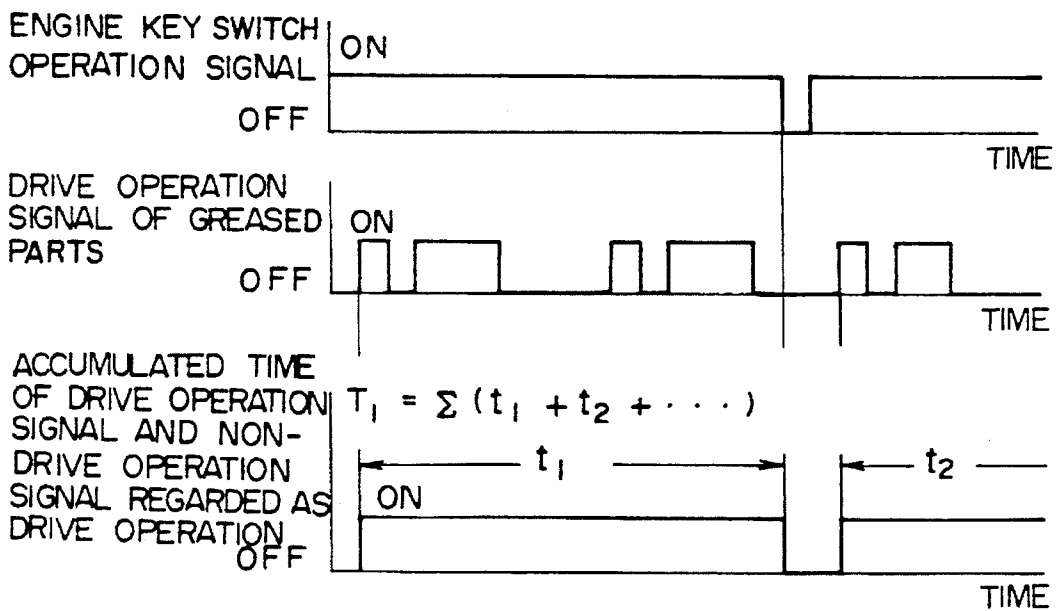 ENGINE KEY SWITCH
OPERATION SIGNAL
ON
OFF
TIME
DRIVE OPERATION
SIGNAL OF GREASED
PARTS
ON
OFF
TIME
ACCUMULATED TIME
OF DRIVE OPERATION
SIGNAL AND NON-
DRIVE OPERATION
SIGNAL REGARDED AS
DRIVE OPERATION
T₁ = Σ (t₁ + t₂ + · · · ·)
t₁
t₂
ON
OFF
TIME